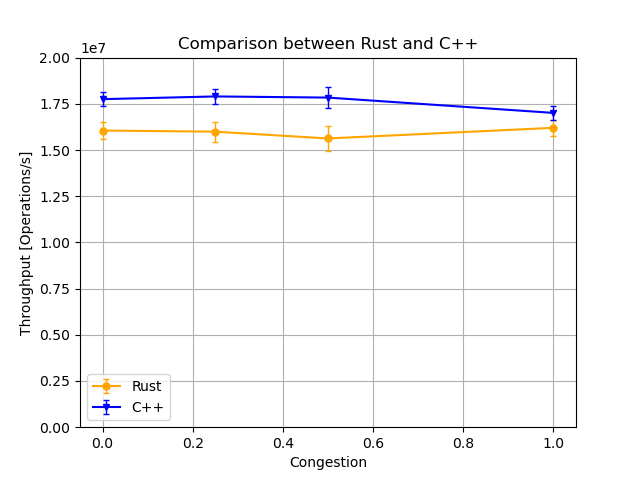 Comparison between Rust and C++
1e7
2.00
1.75
1.50
1.25
1.00
0.75
0.50
0.25
0.00
Throughput [Operations/s]
Rust
C++
0.0 0.2 0.4 0.6 0.8 1.0
Congestion